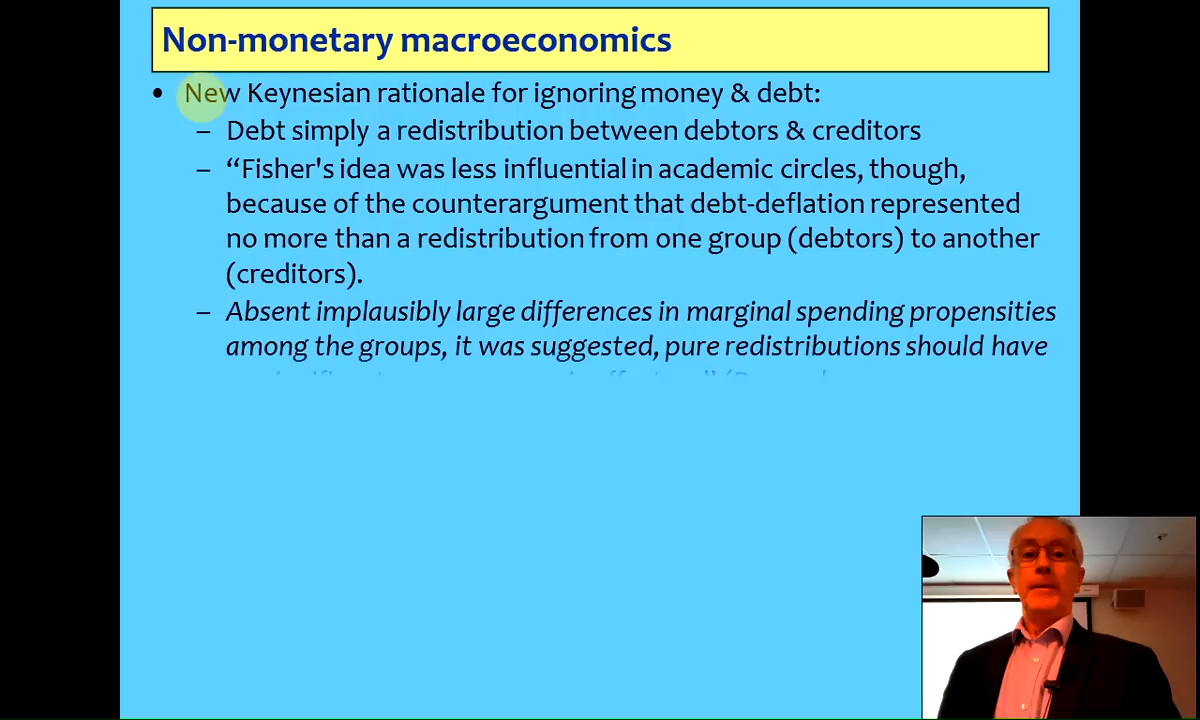 Non-monetary macroeconomics
• New Keynesian rationale for ignoring money & debt:
– Debt simply a redistribution between debtors & creditors
– “Fisher's idea was less influential in academic circles, though,
because of the counterargument that debt-deflation represented
no more than a redistribution from one group (debtors) to another
(creditors).
– Absent implausibly large differences in marginal spending propensities
among the groups, it was suggested, pure redistributions should have